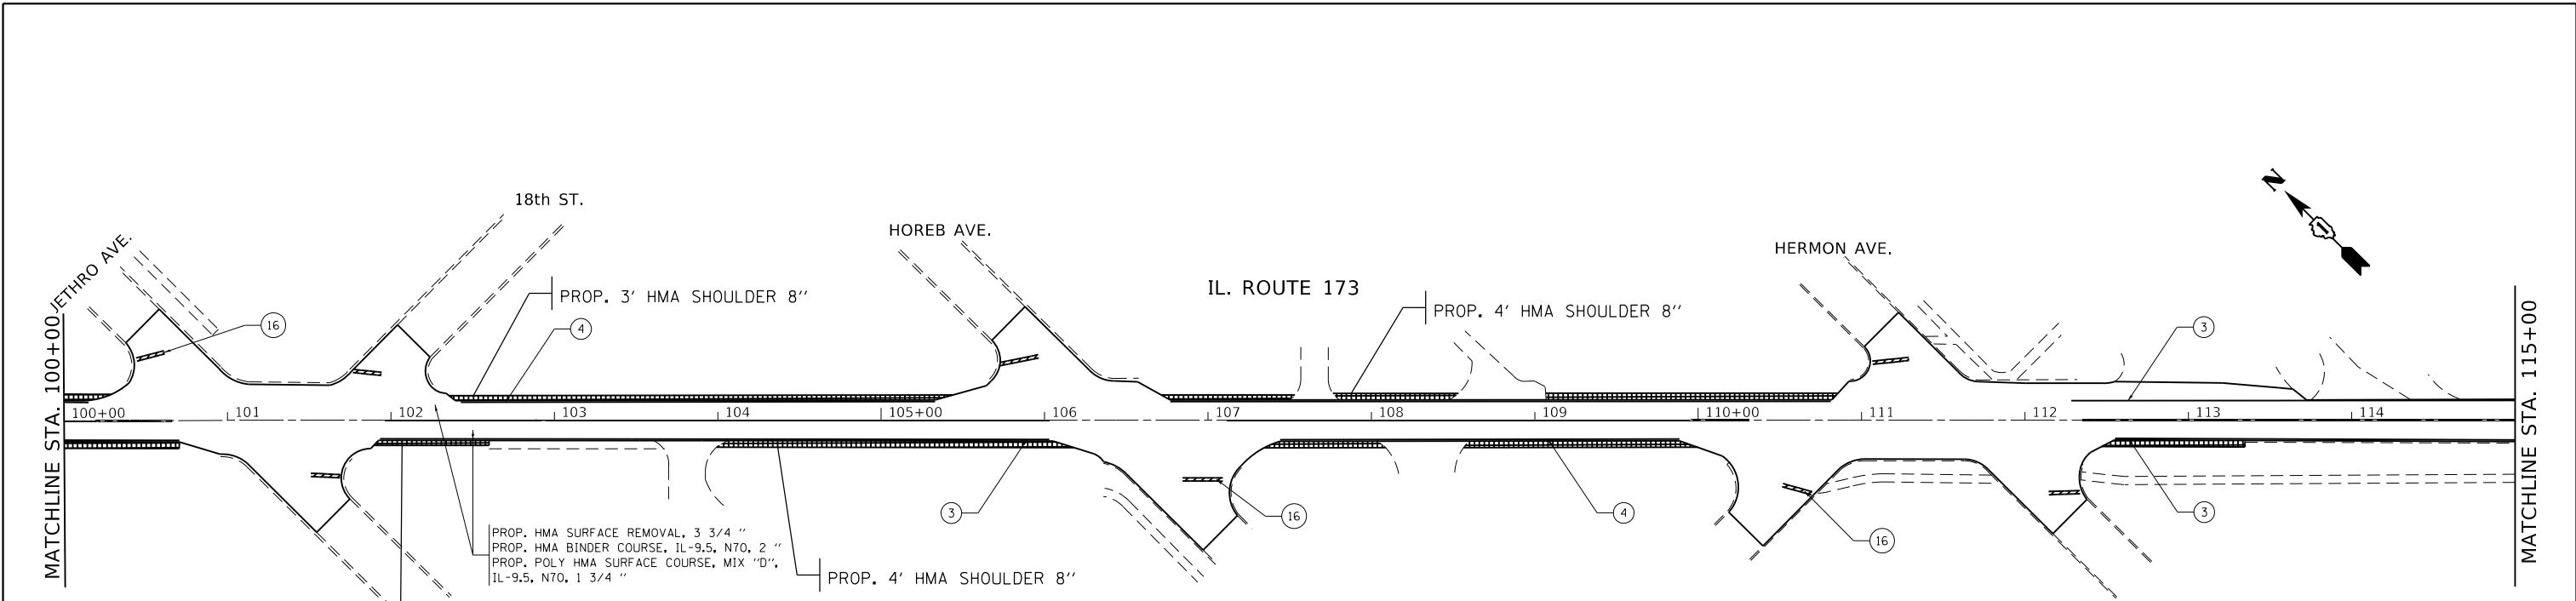 18th ST.
JETHRO AVE.
HOREB AVE.
HERMON AVE.
N
1
IL. ROUTE 173
PROP. 3' HMA SHOULDER 8"
PROP. 4' HMA SHOULDER 8"
16
4
3
MATCHLINE STA. 100+00
MATCHLINE STA. 115+00
100+00 101 102 103 104 105+00 106 107 108 109 110+00 111 112 113 114
3
16
4
3
16
PROP. HMA SURFACE REMOVAL, 3 3/4 "
PROP. HMA BINDER COURSE, IL-9.5, N70, 2 "
PROP. POLY HMA SURFACE COURSE, MIX "D",
IL-9.5, N70, 1 3/4 "
PROP. 4' HMA SHOULDER 8"